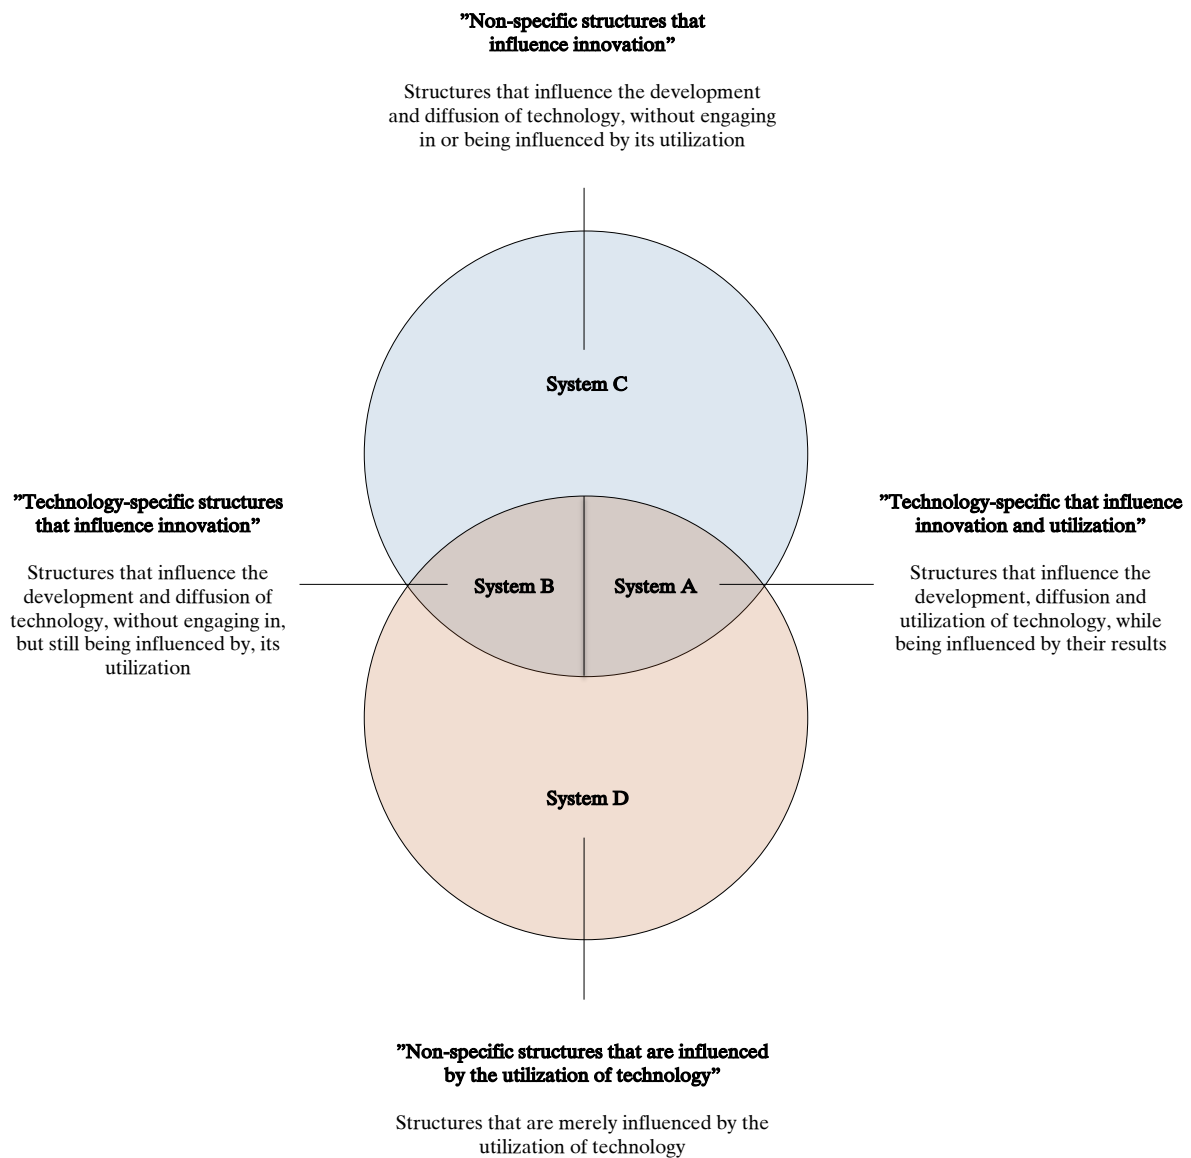 ”Non-specific structures that
influence innovation”
Structures that influence the development
and diffusion of technology, without engaging
in or being influenced by its utilization
System C
”Technology-specific structures
that influence innovation”
Structures that influence the
development and diffusion of
technology, without engaging in,
but still being influenced by, its
utilization
System B
System A
”Technology-specific that influence
innovation and utilization”
Structures that influence the
development, diffusion and
utilization of technology, while
being influenced by their results
System D
”Non-specific structures that are influenced
by the utilization of technology”
Structures that are merely influenced by the
utilization of technology